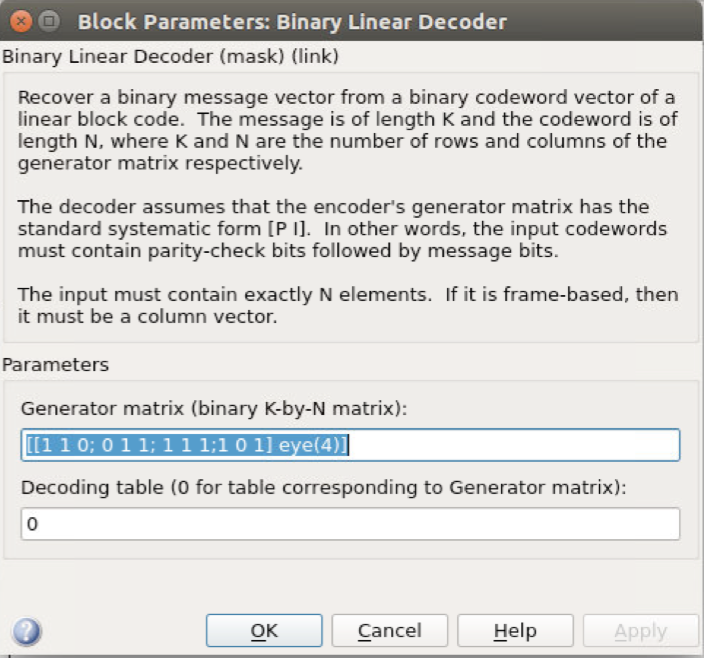 Block Parameters: Binary Linear Decoder
Binary Linear Decoder (mask) (link)
Recover a binary message vector from a binary codeword vector of a
linear block code.  The message is of length K and the codeword is of
length N, where K and N are the number of rows and columns of the
generator matrix respectively.
The decoder assumes that the encoder's generator matrix has the
standard systematic form [P I].  In other words, the input codewords
must contain parity-check bits followed by message bits.
The input must contain exactly N elements.  If it is frame-based, then
it must be a column vector.
Parameters
Generator matrix (binary K-by-N matrix):
[[1 1 0; 0 1 1; 1 1 1;1 0 1] eye(4)]
Decoding table (0 for table corresponding to Generator matrix):
0
OK Cancel Help Apply